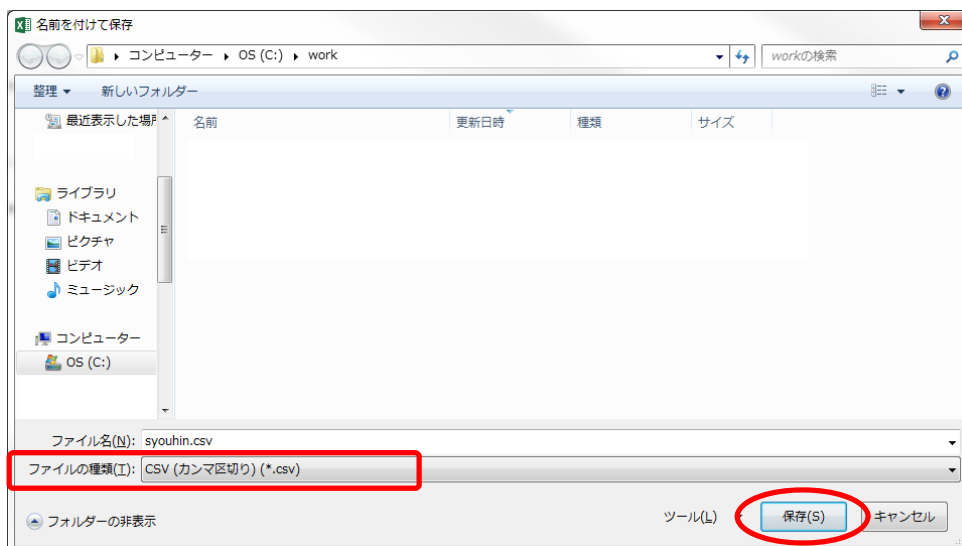 名前を付けて保存
コンピューター ▸ OS (C:) ▸ work
workの検索
整理 ▼ 新しいフォルダー
最近表示した場所
名前 更新日時 種類 サイズ
ライブラリ
ドキュメント
ピクチャ
ビデオ
ミュージック
コンピューター
OS (C:)
ファイル名(N): syouhin.csv
ファイルの種類(T): CSV (カンマ区切り) (*.csv)
フォルダーの非表示 ツール(L) 保存(S) キャンセル